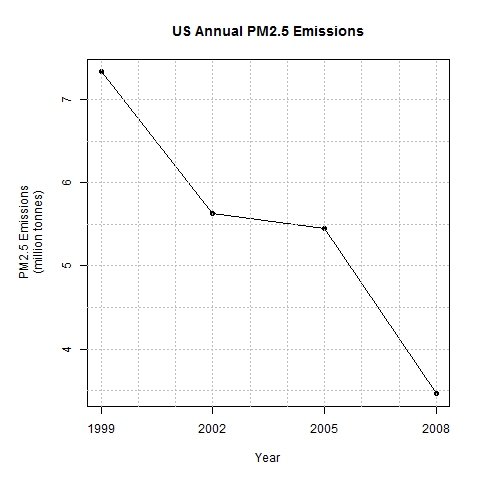 US Annual PM2.5 Emissions
7
6
5
4
PM2.5 Emissions
(million tonnes)
1999 2002 2005 2008
Year